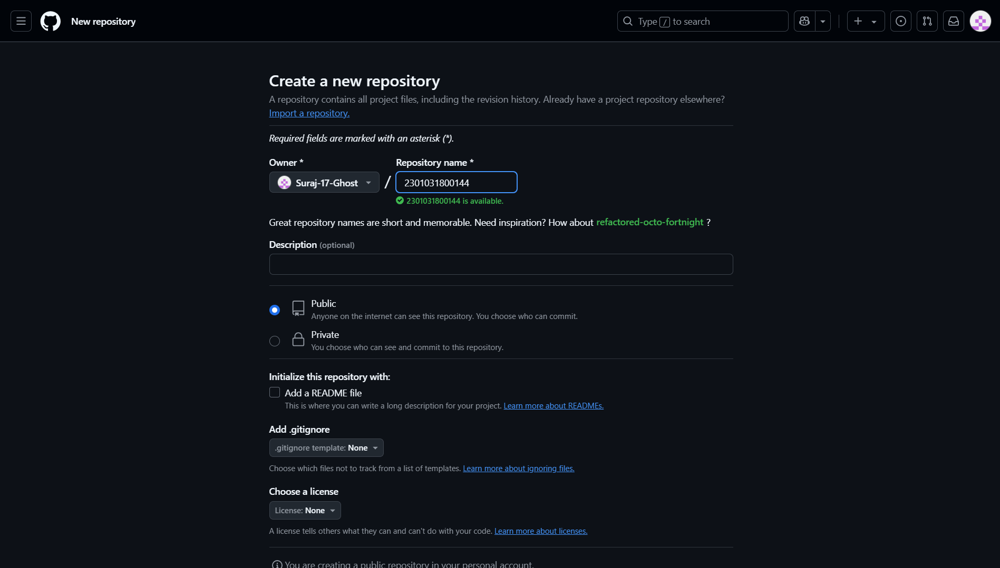 New repository
Type / to search
Create a new repository
A repository contains all project files, including the revision history. Already have a project repository elsewhere?
Import a repository.
Required fields are marked with an asterisk (*).
Owner *
Repository name *
Suraj-17-Ghost
/
2301031800144
2301031800144 is available.
Great repository names are short and memorable. Need inspiration? How about refactored-octo-fortnight ?
Description (optional)
Public
Anyone on the internet can see this repository. You choose who can commit.
Private
You choose who can see and commit to this repository.
Initialize this repository with:
Add a README file
This is where you can write a long description for your project. Learn more about READMEs.
Add .gitignore
.gitignore template: None
Choose which files not to track from a list of templates. Learn more about ignoring files.
Choose a license
License: None
A license tells others what they can and can't do with your code. Learn more about licenses.
You are creating a public repository in your personal account.